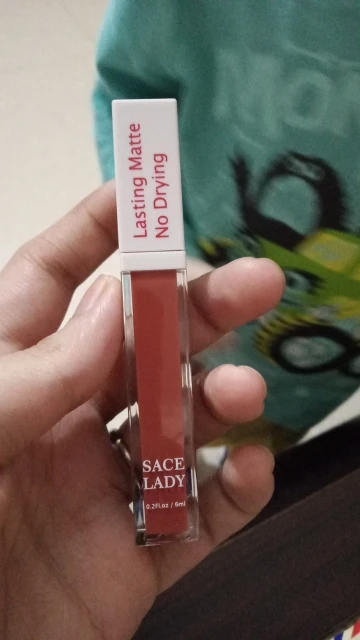 Lasting Matte
No Drying
SACE
LADY
0.2Fl.oz / 6ml